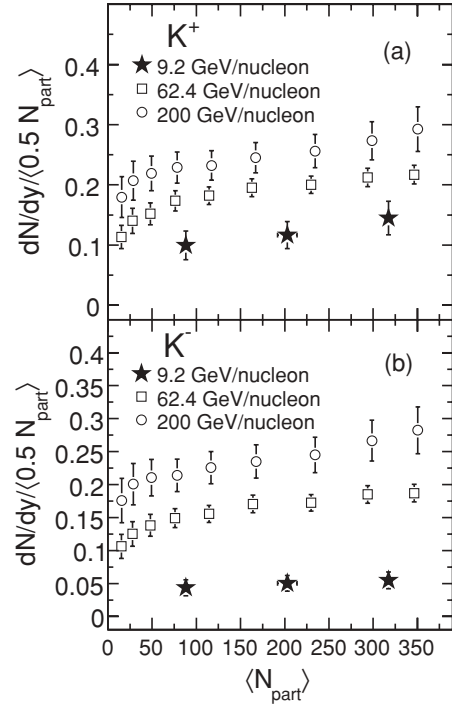 K+
(a)
★ 9.2 GeV/nucleon
□ 62.4 GeV/nucleon
○ 200 GeV/nucleon
dN/dy/⟨0.5 Npart⟩
0.4
0.3
0.2
0.1
0
K-
(b)
★ 9.2 GeV/nucleon
□ 62.4 GeV/nucleon
○ 200 GeV/nucleon
dN/dy/⟨0.5 Npart⟩
0.4
0.35
0.3
0.25
0.2
0.15
0.1
0.05
0
0 50 100 150 200 250 300 350
⟨Npart⟩